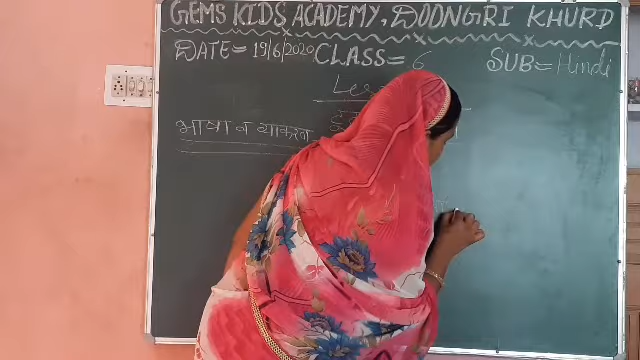 GEMS KIDS ACADEMY, DOONGRI KHURD
DATE= 19/6/2020 CLASS= 6 SUB= Hindi
भाषा व व्याकरण